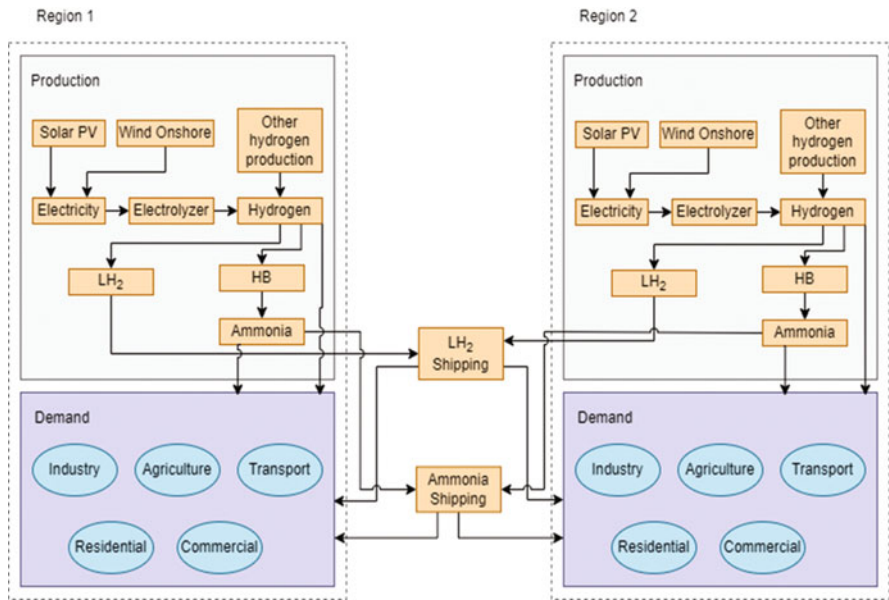 Region 1
Region 2
Production
Solar PV
Wind Onshore
Other
hydrogen
production
Electricity
Electrolyzer
Hydrogen
LH₂
HB
Ammonia
Demand
Industry
Agriculture
Transport
Residential
Commercial
LH₂
Shipping
Ammonia
Shipping
Production
Solar PV
Wind Onshore
Other
hydrogen
production
Electricity
Electrolyzer
Hydrogen
LH₂
HB
Ammonia
Demand
Industry
Agriculture
Transport
Residential
Commercial